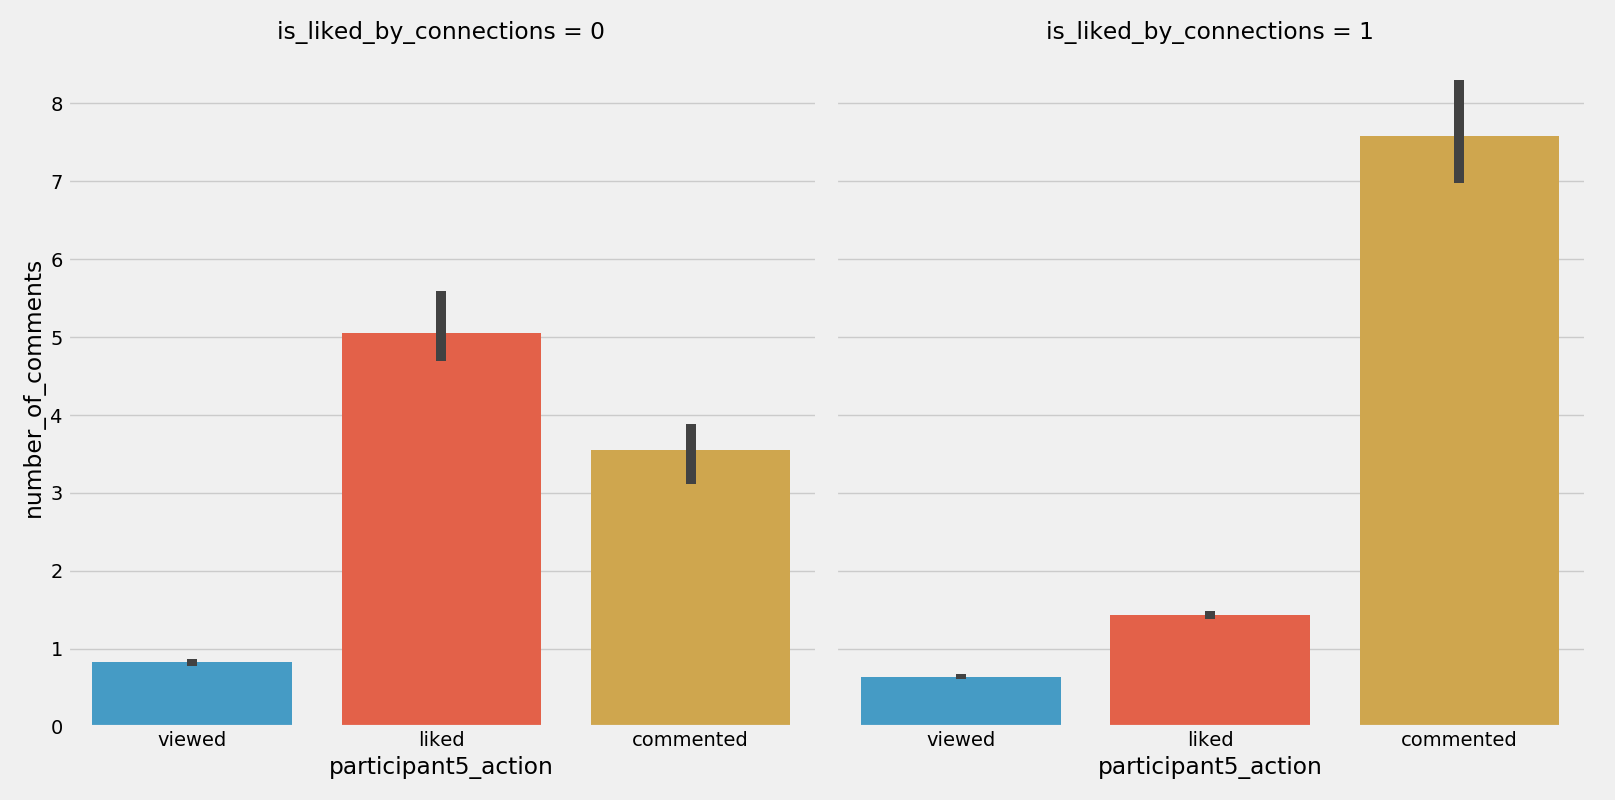 is_liked_by_connections = 0
is_liked_by_connections = 1
number_of_comments
8
7
6
5
4
3
2
1
0
viewed
liked
commented
viewed
liked
commented
participant5_action
participant5_action